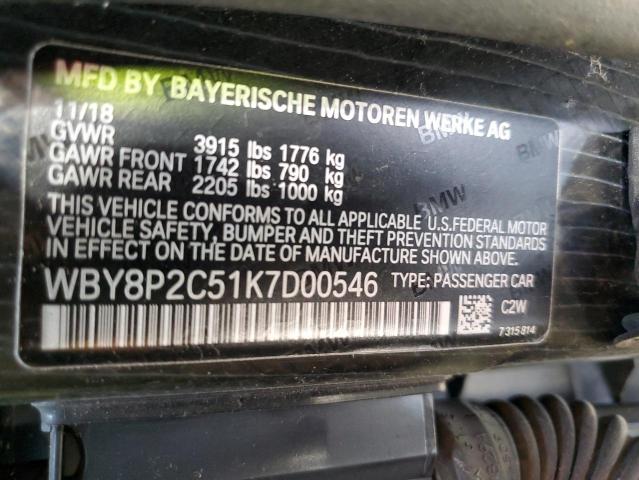 MFD BY BAYERISCHE MOTOREN WERKE AG
11/18
GVWR 3915 lbs 1776 kg
GAWR FRONT 1742 lbs 790 kg
GAWR REAR 2205 lbs 1000 kg
THIS VEHICLE CONFORMS TO ALL APPLICABLE U.S.FEDERAL MOTOR
VEHICLE SAFETY, BUMPER AND THEFT PREVENTION STANDARDS
IN EFFECT ON THE DATE OF MANUFACTURE SHOWN ABOVE.
WBY8P2C51K7D00546 TYPE: PASSENGER CAR
C2W
7315814